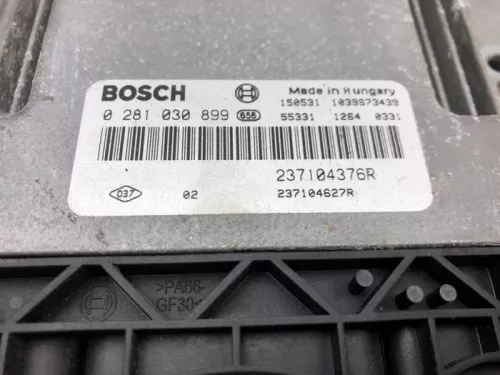 BOSCH
Made in Hungary
150531 1039S73439
0 281 030 899 658
55331 1264 0331
237104376R
D37 02 237104627R
>PA66-
GF30<